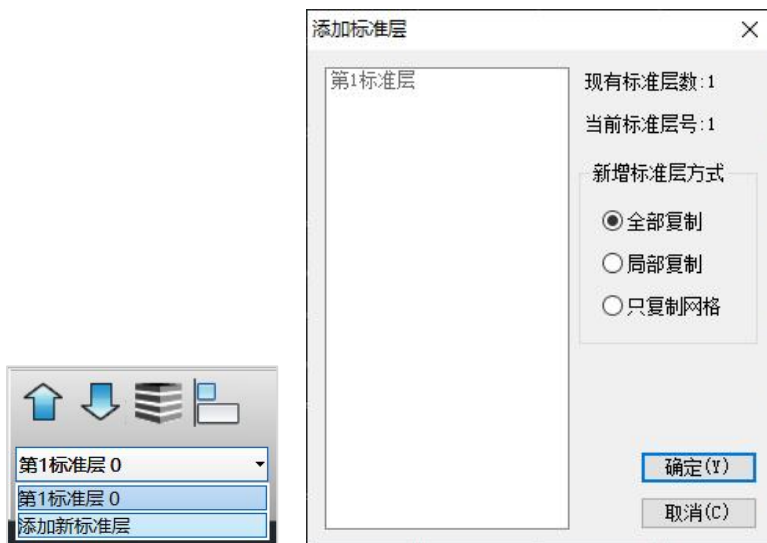 添加标准层
第1标准层
现有标准层数:1
当前标准层号:1
新增标准层方式
全部复制
局部复制
只复制网格
确定(Y)
取消(C)
第1标准层 0
第1标准层 0
添加新标准层